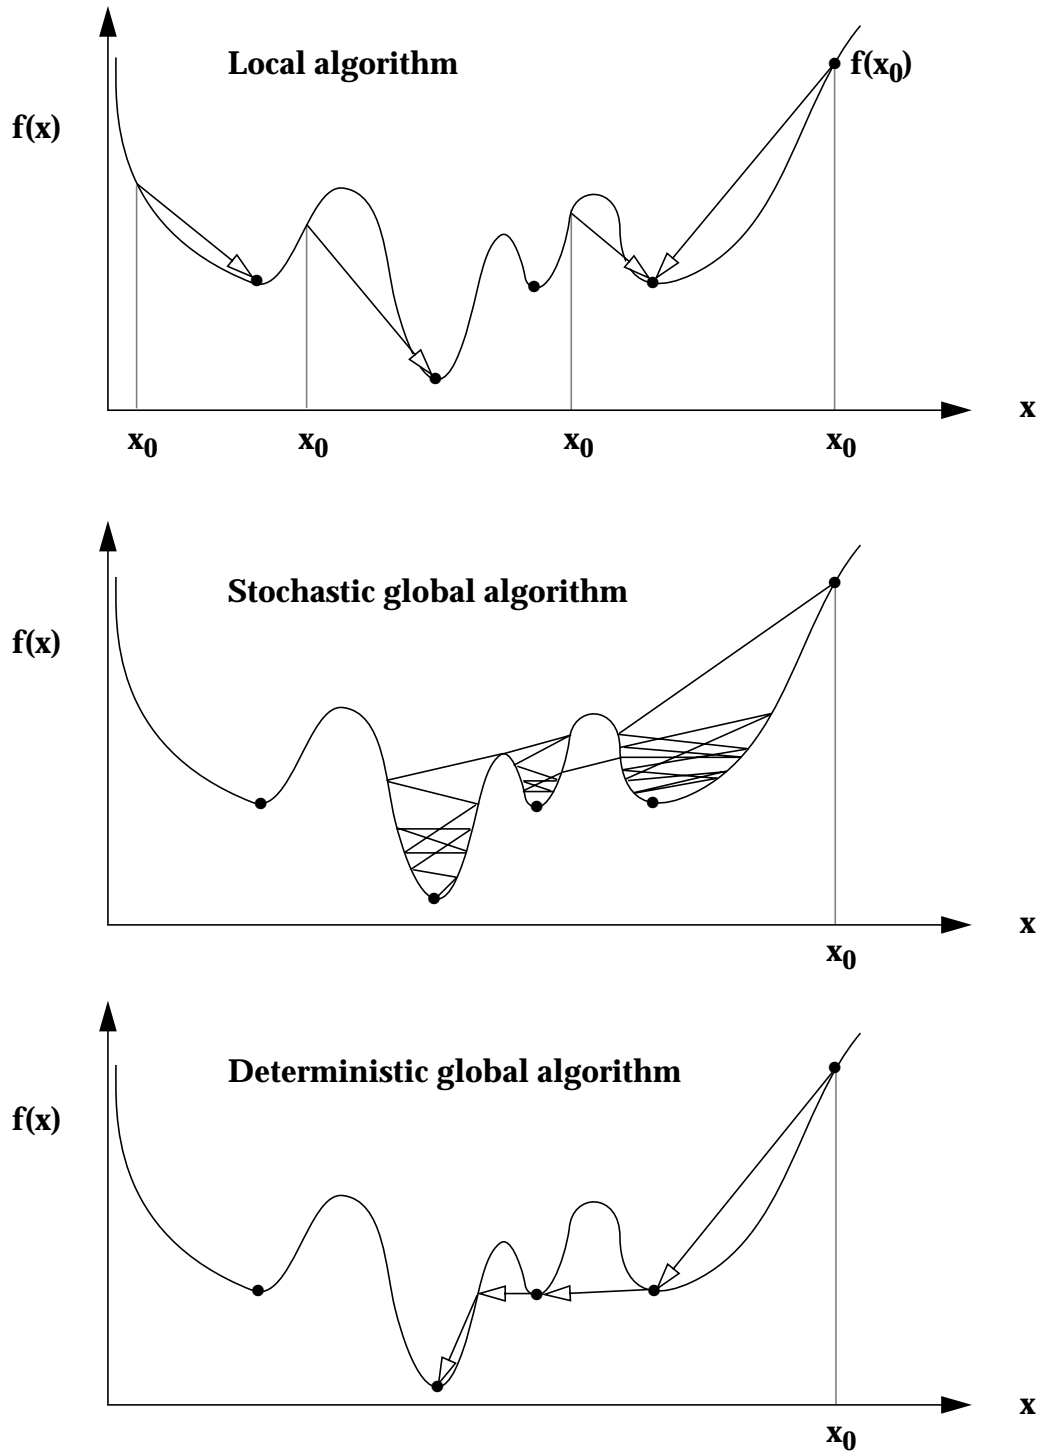 Local algorithm
f(x₀)
f(x)
x
x₀ x₀ x₀ x₀
Stochastic global algorithm
f(x)
x
x₀
Deterministic global algorithm
f(x)
x
x₀